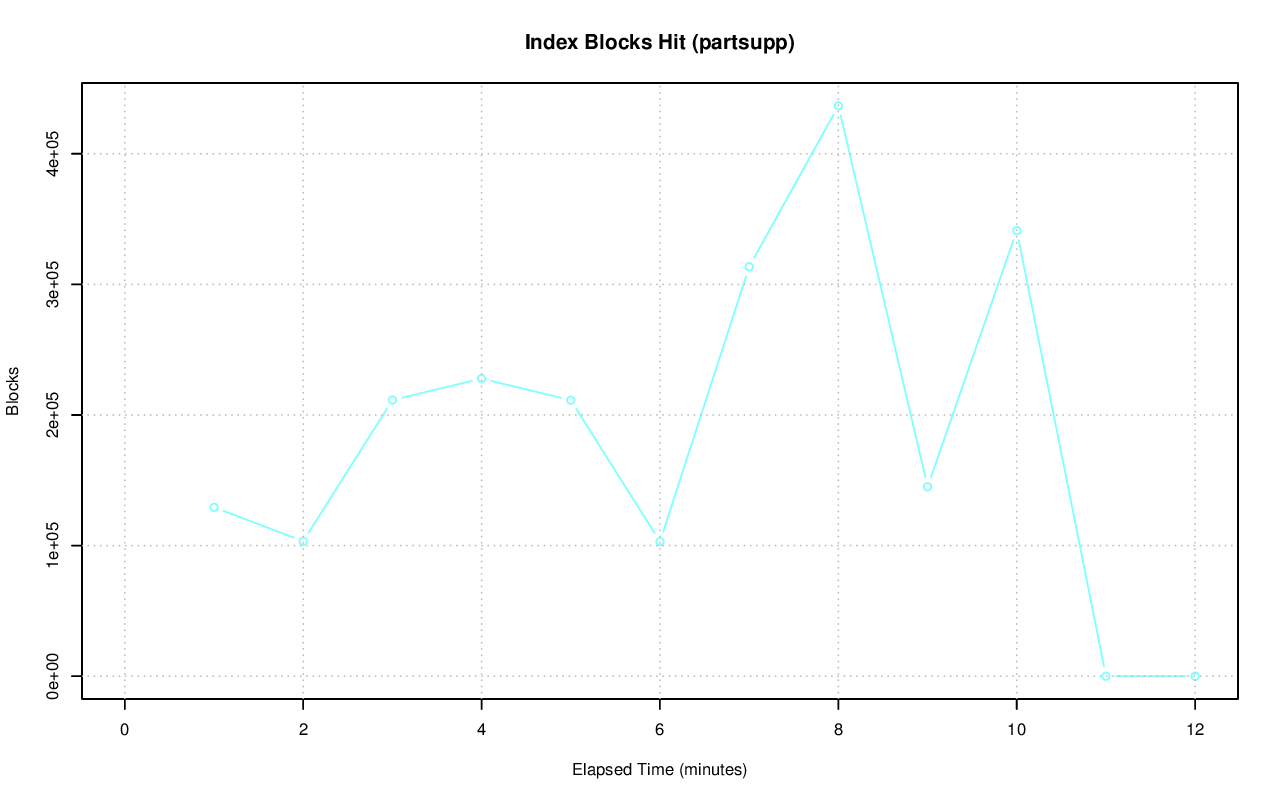 Index Blocks Hit (partsupp)
Blocks
4e+05
3e+05
2e+05
1e+05
0e+00
0 2 4 6 8 10 12
Elapsed Time (minutes)